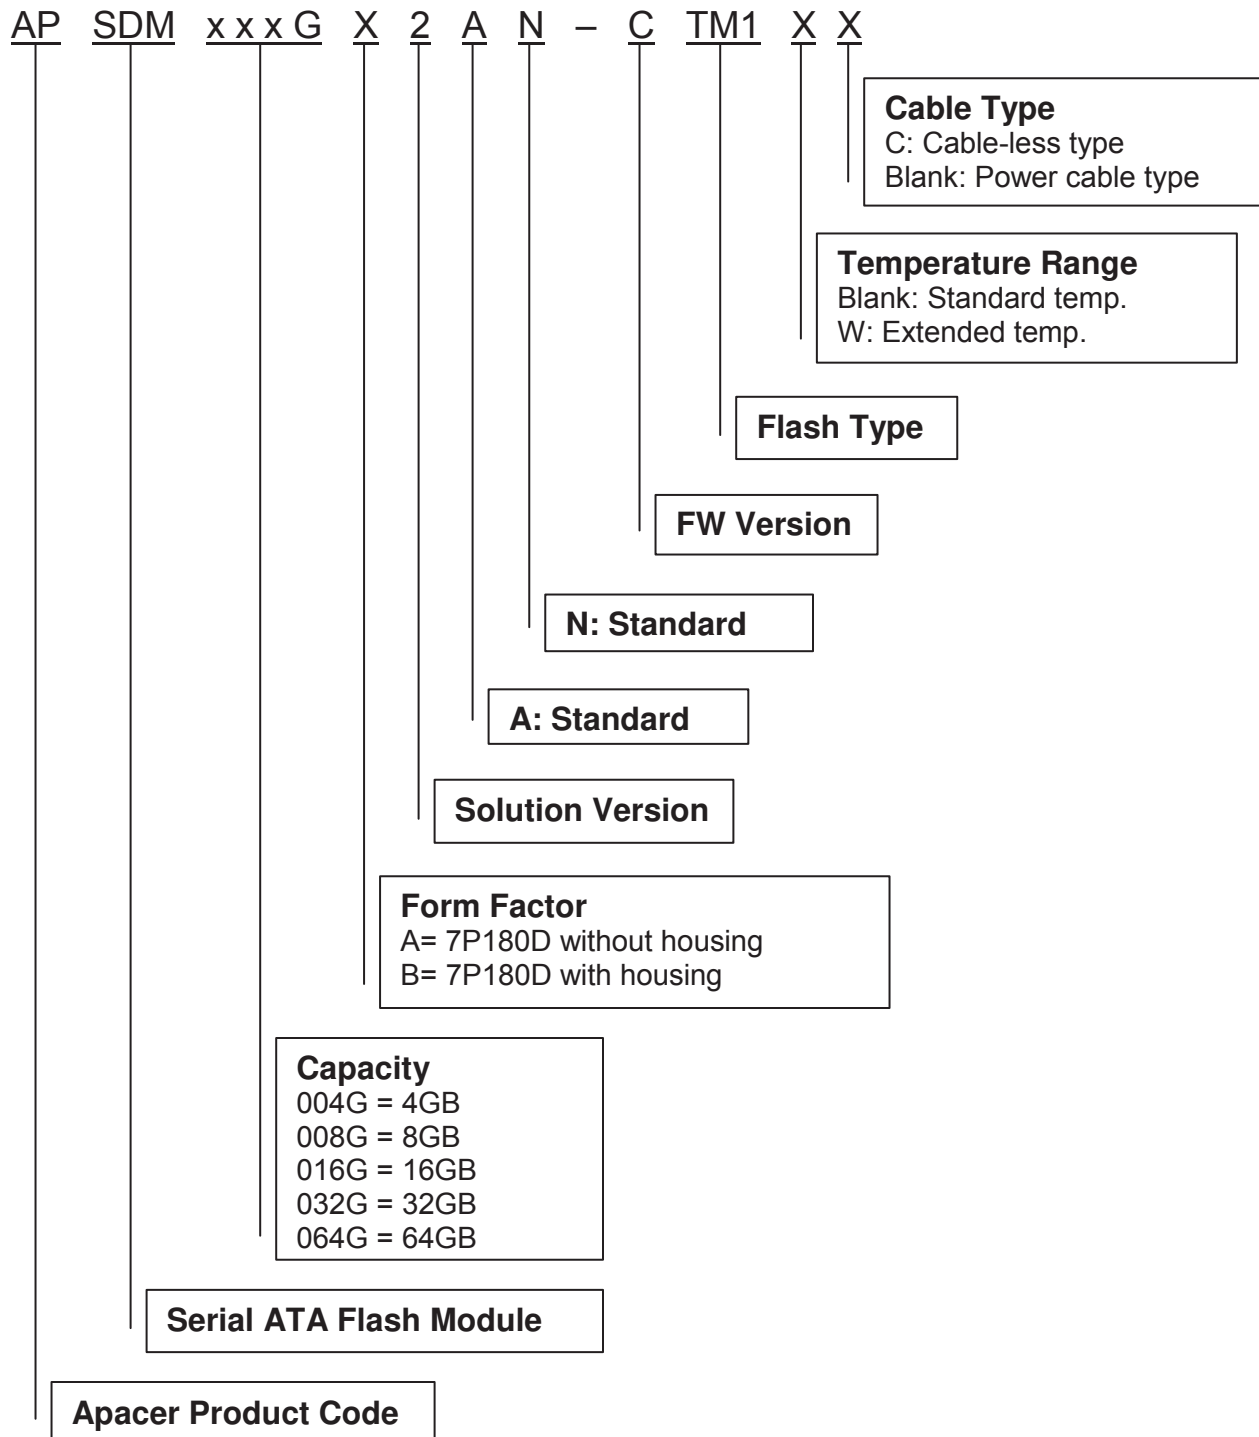 AP SDM x x x G X 2 A N – C TM1 X X
Cable Type
C: Cable-less type
Blank: Power cable type
Temperature Range
Blank: Standard temp.
W: Extended temp.
Flash Type
FW Version
N: Standard
A: Standard
Solution Version
Form Factor
A= 7P180D without housing
B= 7P180D with housing
Capacity
004G = 4GB
008G = 8GB
016G = 16GB
032G = 32GB
064G = 64GB
Serial ATA Flash Module
Apacer Product Code